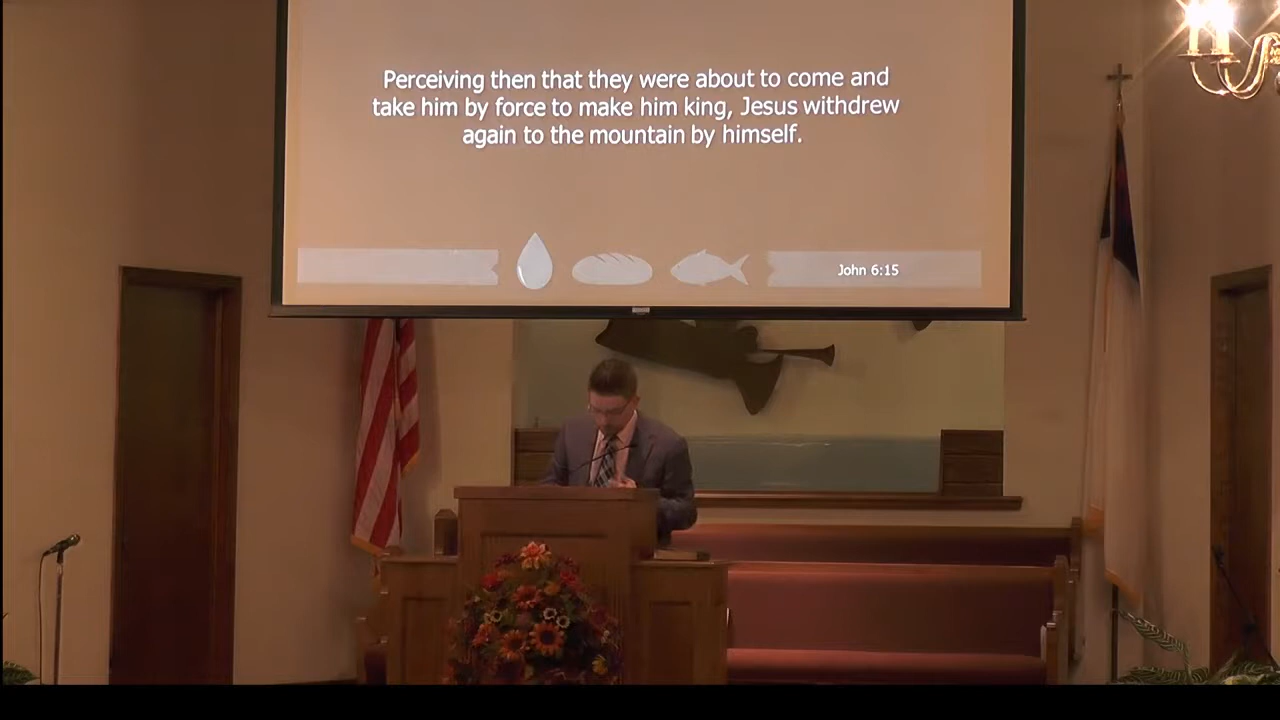 Perceiving then that they were about to come and
take him by force to make him king, Jesus withdrew
again to the mountain by himself.
John 6:15